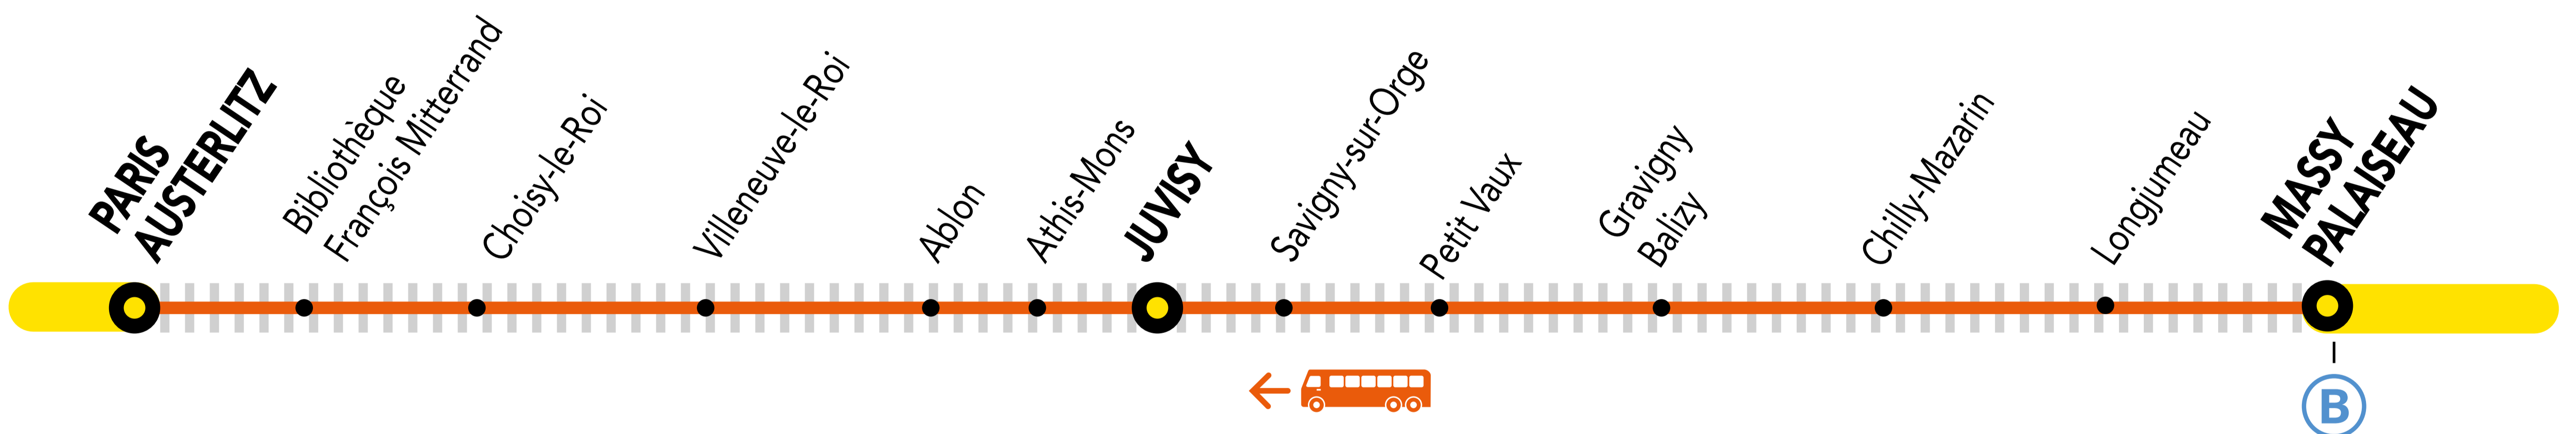 PARIS
AUSTERLITZ
Bibliothèque
François Mitterrand
Choisy-le-Roi
Villeneuve-le-Roi
Ablon
Athis-Mons
JUVISY
Savigny-sur-Orge
Petit Vaux
Gravigny
Balizy
Chilly-Mazarin
Longjumeau
MASSY
PALAISEAU
B